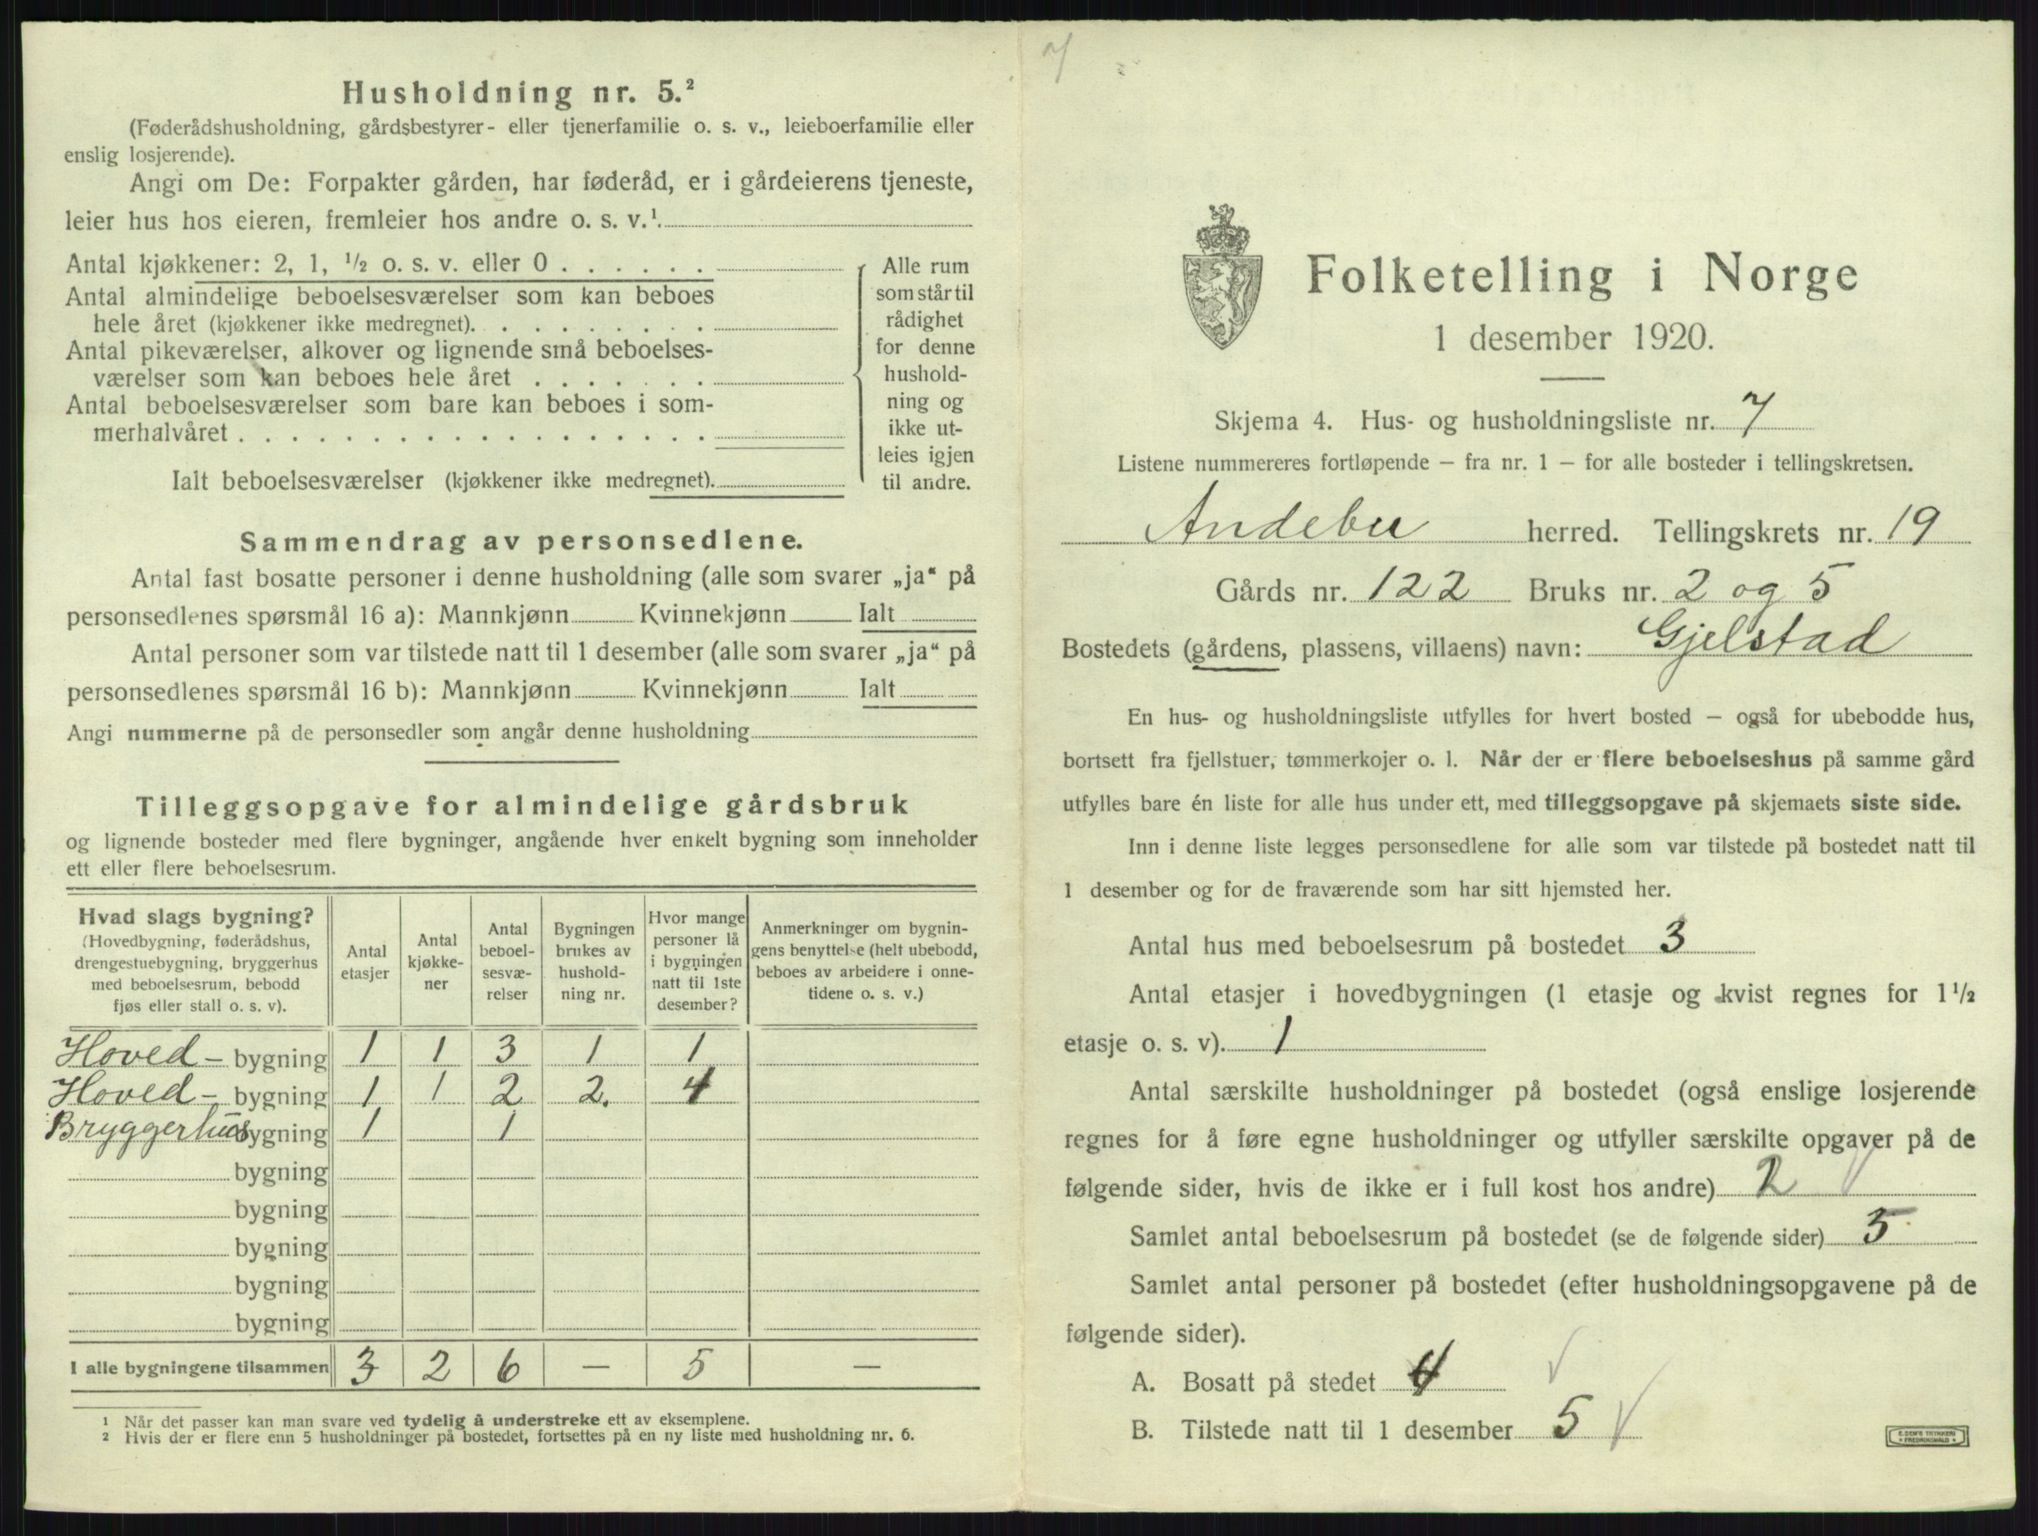 Husholdning nr. 5.²
(Føderådshusholdning, gårdsbestyrer- eller tjenerfamilie o. s. v., leieboerfamilie eller
enslig losjerende).
Angi om De: Forpakter gården, har føderåd, er i gårdeierens tjeneste,
leier hus hos eieren, fremleier hos andre o. s. v.¹.
Antal kjøkkener: 2, 1, ½ o. s. v. eller 0 . . . . . .
Antal almindelige beboelsesværelser som kan beboes
hele året (kjøkkener ikke medregnet). . . . . . . . .
Antal pikeværelser, alkover og lignende små beboelses-
værelser som kan beboes hele året . . . . . . .
Antal beboelsesværelser som bare kan beboes i som-
merhalvåret . . . . . . . . . . . . . . . . . .
Ialt beboelsesværelser (kjøkkener ikke medregnet).
Alle rum
som står til
rådighet
for denne
hushold-
ning og
ikke ut-
leies igjen
til andre.
Sammendrag av personsedlene.
Antal fast bosatte personer i denne husholdning (alle som svarer „ja“ på
personsedlenes spørsmål 16 a): Mannkjønn Kvinnekjønn Ialt
Antal personer som var tilstede natt til 1 desember (alle som svarer „ja“ på
personsedlenes spørsmål 16 b): Mannkjønn Kvinnekjønn Ialt
Angi nummerne på de personsedler som angår denne husholdning
Tilleggsopgave for almindelige gårdsbruk
og lignende bosteder med flere bygninger, angående hver enkelt bygning som inneholder
ett eller flere beboelsesrum.
Hvad slags bygning?
(Hovedbygning, føderådshus,
drengestuebygning, bryggerhus
med beboelsesrum, bebodd
fjøs eller stall o. s. v).
Antal
etasjer
Antal
kjøkke-
ner
Antal
beboel-
sesvæ-
relser
Bygningen
brukes av
hushold-
ning nr.
Hvor mange
personer lå
i bygningen
natt til 1ste
desember?
Anmerkninger om bygnin-
gens benyttelse (helt ubebodd,
beboes av arbeidere i onne-
tidene o. s. v.)
Hoved- bygning 1 1 3 1 1
Hoved- bygning 1 1 2 2. 4
Bryggerhus bygning 1 1
bygning
bygning
bygning
bygning
bygning
I alle bygningene tilsammen 3 2 6 — 5 —
¹ Når det passer kan man svare ved tydelig å understreke ett av eksemplene.
² Hvis der er flere enn 5 husholdninger på bostedet, fortsettes på en ny liste med husholdning nr. 6.
7
Folketelling i Norge
1 desember 1920.
Skjema 4. Hus- og husholdningsliste nr. 7
Listene nummereres fortløpende – fra nr. 1 – for alle bosteder i tellingskretsen.
Andebu herred. Tellingskrets nr. 19
Gårds nr. 122 Bruks nr. 2 og 5
Bostedets (gårdens, plassens, villaens) navn: Gjelstad
En hus- og husholdningsliste utfylles for hvert bosted – også for ubebodde hus,
bortsett fra fjellstuer, tømmerkojer o. l. Når der er flere beboelseshus på samme gård
utfylles bare én liste for alle hus under ett, med tilleggsopgave på skjemaets siste side.
Inn i denne liste legges personsedlene for alle som var tilstede på bostedet natt til
1 desember og for de fraværende som har sitt hjemsted her.
Antal hus med beboelsesrum på bostedet 3
Antal etasjer i hovedbygningen (1 etasje og kvist regnes for 1½
etasje o. s. v). 1
Antal særskilte husholdninger på bostedet (også enslige losjerende
regnes for å føre egne husholdninger og utfyller særskilte opgaver på de
følgende sider, hvis de ikke er i full kost hos andre) 2
Samlet antal beboelsesrum på bostedet (se de følgende sider) 5
Samlet antal personer på bostedet (efter husholdningsopgavene på de
følgende sider).
A. Bosatt på stedet 4
B. Tilstede natt til 1 desember 5